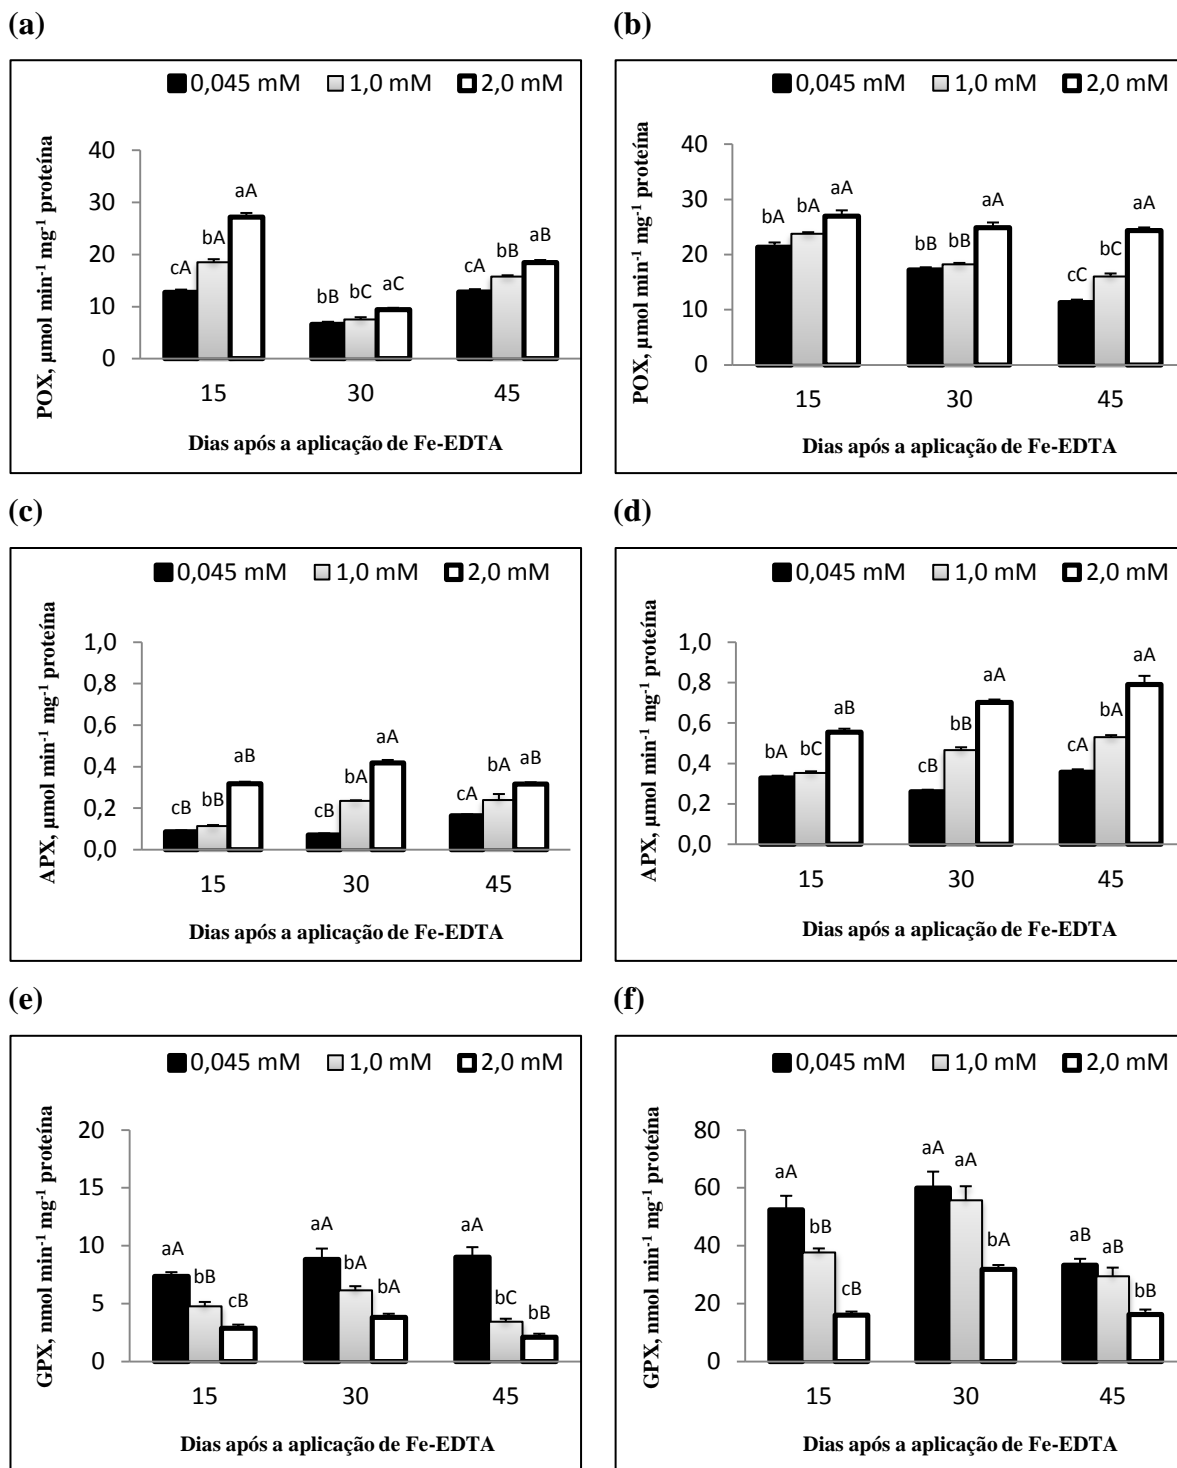 (a)
0,045 mM 1,0 mM 2,0 mM
POX, µmol min-1 mg-1 proteína
40
30
20
10
0
cA bA aA
bB bC aC
cA bB aB
15 30 45
Dias após a aplicação de Fe-EDTA
(b)
0,045 mM 1,0 mM 2,0 mM
POX, µmol min-1 mg-1 proteína
40
30
20
10
0
bA bA aA
bB bB aA
cC bC aA
15 30 45
Dias após a aplicação de Fe-EDTA
(c)
0,045 mM 1,0 mM 2,0 mM
APX, µmol min-1 mg-1 proteína
1,0
0,8
0,6
0,4
0,2
0,0
cB bB aB
cB bA aA
cA bA aB
15 30 45
Dias após a aplicação de Fe-EDTA
(d)
0,045 mM 1,0 mM 2,0 mM
APX, µmol min-1 mg-1 proteína
1,0
0,8
0,6
0,4
0,2
0,0
bA bC aB
cB bB aA
cA bA aA
15 30 45
Dias após a aplicação de Fe-EDTA
(e)
0,045 mM 1,0 mM 2,0 mM
GPX, nmol min-1 mg-1 proteína
20
15
10
5
0
aA bB cB
aA bA bA
aA bC bB
15 30 45
Dias após a aplicação de Fe-EDTA
(f)
0,045 mM 1,0 mM 2,0 mM
GPX, nmol min-1 mg-1 proteína
80
60
40
20
0
aA bB cB
aA aA bA
aB aB bB
15 30 45
Dias após a aplicação de Fe-EDTA